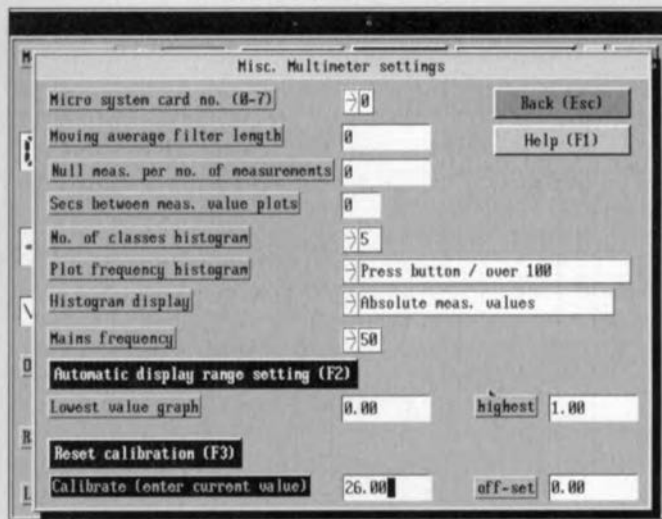 Misc. Multimeter settings
Micro system card no. (0-7) 0 Back (Esc)
Moving average filter length 0 Help (F1)
Null meas. per no. of measurements 0
Secs between meas. value plots 0
No. of classes histogram 5
Plot frequency histogram Press button / over 100
Histogram display Absolute meas. values
Mains frequency 50
Automatic display range setting (F2)
Lowest value graph 0.00 highest 1.00
Reset calibration (F3)
Calibrate (enter current value) 26.00 off-set 0.00